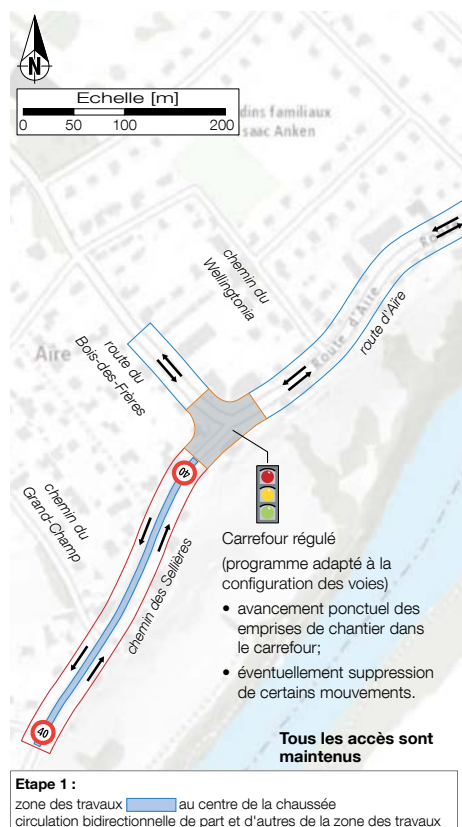 N
Echelle [m]
0 50 100 200
dins familiaux
saac Anken
chemin du
Wellingtonia
route d'Aïre
Route d'Aïre
Ro
Aïre
route du
Bois-des-Frères
40
chemin du
Grand-Champ
chemin des Sellières
40
Carrefour régulé
(programme adapté à la
configuration des voies)
• avancement ponctuel des
emprises de chantier dans
le carrefour;
• éventuellement suppression
de certains mouvements.
Tous les accès sont
maintenus
Etape 1 :
zone des travaux au centre de la chaussée
circulation bidirectionnelle de part et d'autres de la zone des travaux